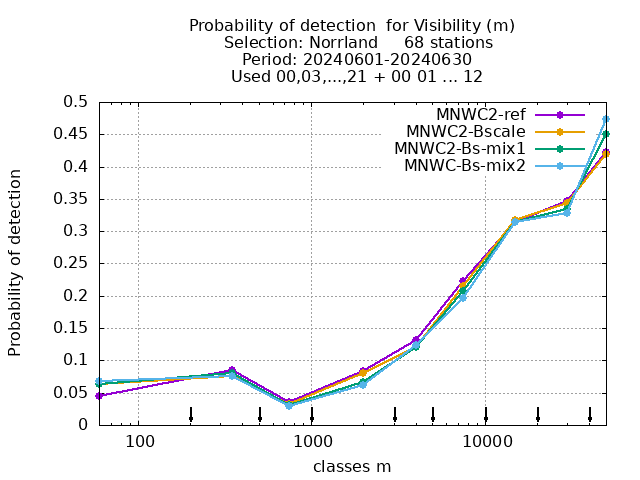 Probability of detection  for Visibility (m)
Selection: Norrland     68 stations
Period: 20240601-20240630
Used 00,03,...,21 + 00 01 ... 12
0.5
0.45
0.4
0.35
0.3
0.25
0.2
0.15
0.1
0.05
0
Probability of detection
MNWC2-ref
MNWC2-Bscale
MNWC2-Bs-mix1
MNWC-Bs-mix2
100 1000 10000
classes m